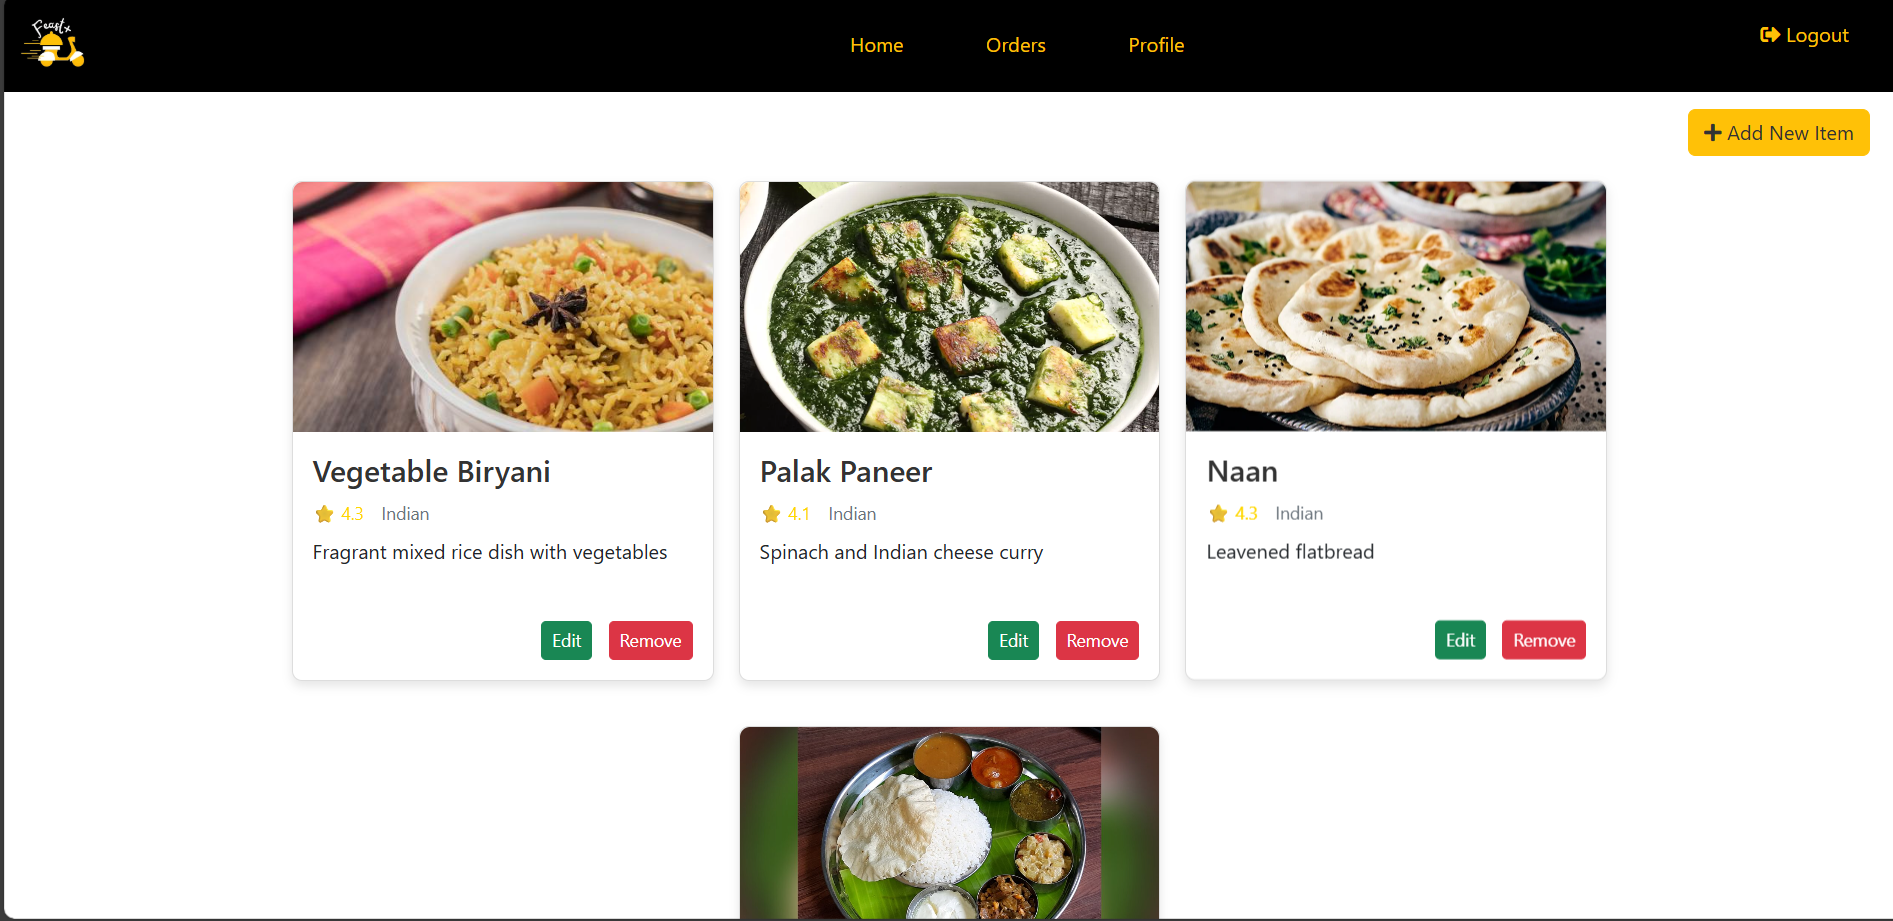 Feastx
Home
Orders
Profile
Logout
Add New Item
Vegetable Biryani
4.3 Indian
Fragrant mixed rice dish with vegetables
Edit Remove
Palak Paneer
4.1 Indian
Spinach and Indian cheese curry
Edit Remove
Naan
4.3 Indian
Leavened flatbread
Edit Remove